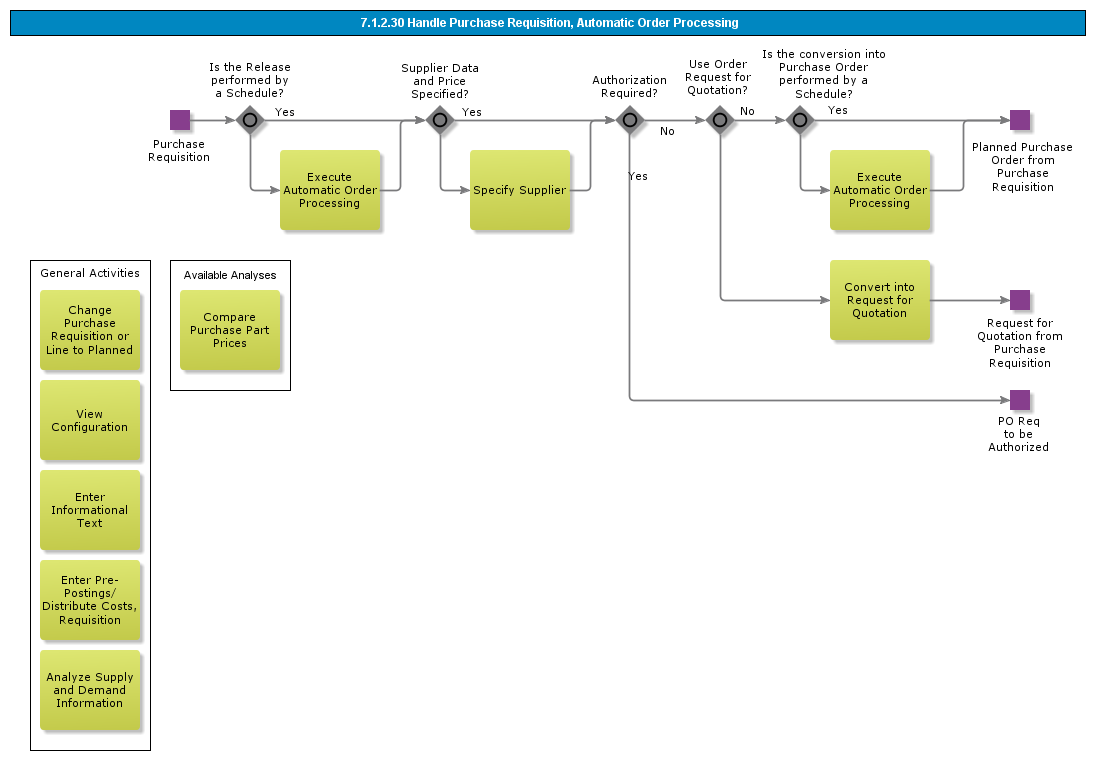 7.1.2.30 Handle Purchase Requisition, Automatic Order Processing
Is the Release
performed by
a Schedule?
Yes
Supplier Data
and Price
Specified?
Yes
Authorization
Required?
No
Yes
Use Order
Request for
Quotation?
No
Is the conversion into
Purchase Order
performed by a
Schedule?
Yes
Purchase
Requisition
Execute
Automatic Order
Processing
Specify Supplier
Execute
Automatic Order
Processing
Planned Purchase
Order from
Purchase
Requisition
Convert into
Request for
Quotation
Request for
Quotation from
Purchase
Requisition
PO Req
to be
Authorized
General Activities
Change
Purchase
Requisition or
Line to Planned
View
Configuration
Enter
Informational
Text
Enter Pre-
Postings/
Distribute Costs,
Requisition
Analyze Supply
and Demand
Information
Available Analyses
Compare
Purchase Part
Prices